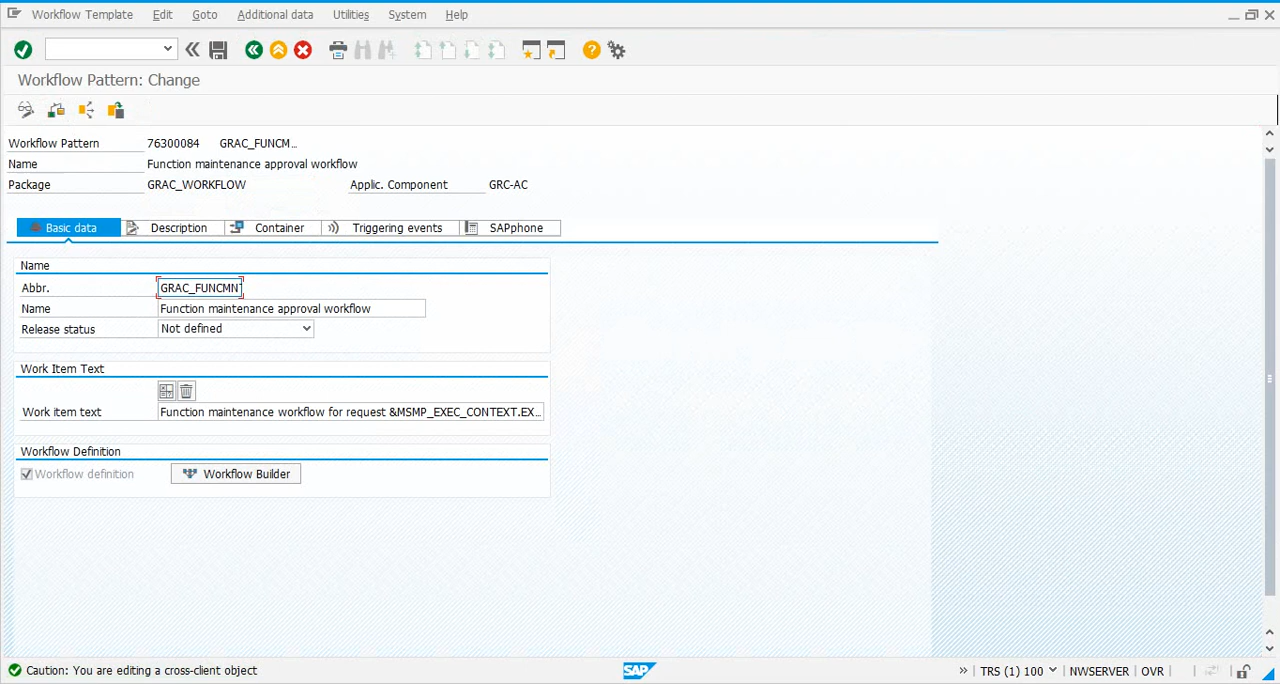 Workflow Template Edit Goto Additional data Utilities System Help
Workflow Pattern: Change
Workflow Pattern 76300084 GRAC_FUNCM...
Name Function maintenance approval workflow
Package GRAC_WORKFLOW Applic. Component GRC-AC
Basic data Description Container Triggering events SAPphone
Name
Abbr. GRAC_FUNCMNT
Name Function maintenance approval workflow
Release status Not defined
Work Item Text
Work item text Function maintenance workflow for request &MSMP_EXEC_CONTEXT.EX...
Workflow Definition
Workflow definition Workflow Builder
Caution: You are editing a cross-client object SAP » TRS (1) 100 NWSERVER OVR